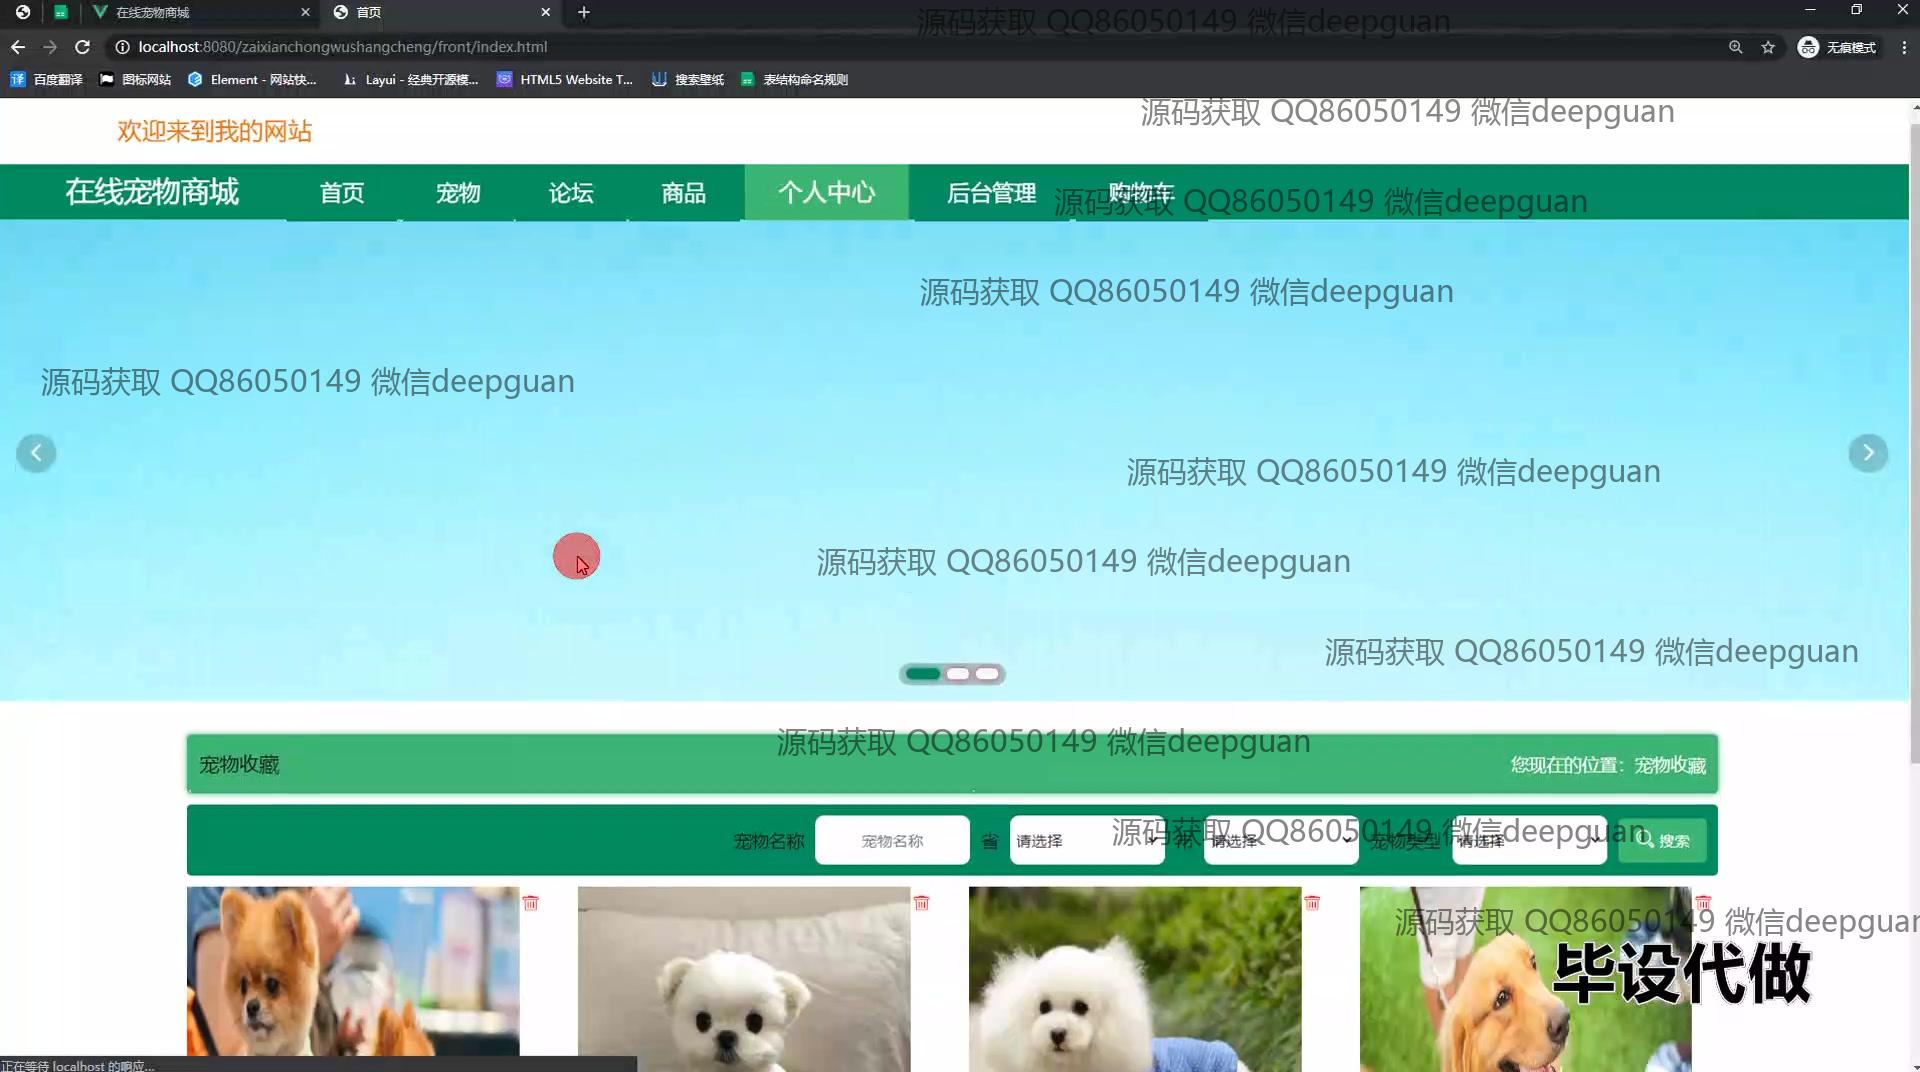 在线宠物商城
首页
源码获取 QQ86050149 微信deepguan
localhost:8080/zaixianchongwushangcheng/front/index.html
无痕模式
百度翻译
图标网站
Element - 网站快...
Layui - 经典开源模...
HTML5 Website T...
搜索壁纸
表结构命名规则
源码获取 QQ86050149 微信deepguan
欢迎来到我的网站
在线宠物商城
首页
宠物
论坛
商品
个人中心
后台管理
购物车
源码获取 QQ86050149 微信deepguan
源码获取 QQ86050149 微信deepguan
源码获取 QQ86050149 微信deepguan
源码获取 QQ86050149 微信deepguan
源码获取 QQ86050149 微信deepguan
源码获取 QQ86050149 微信deepguan
源码获取 QQ86050149 微信deepguan
宠物收藏
您现在的位置：宠物收藏
宠物名称
宠物名称
省
请选择
请选择
宠物类型
请选择
搜索
源码获取 QQ86050149 微信deepguan
源码获取 QQ86050149 微信deepguan
毕设代做
正在等待 localhost 的响应...